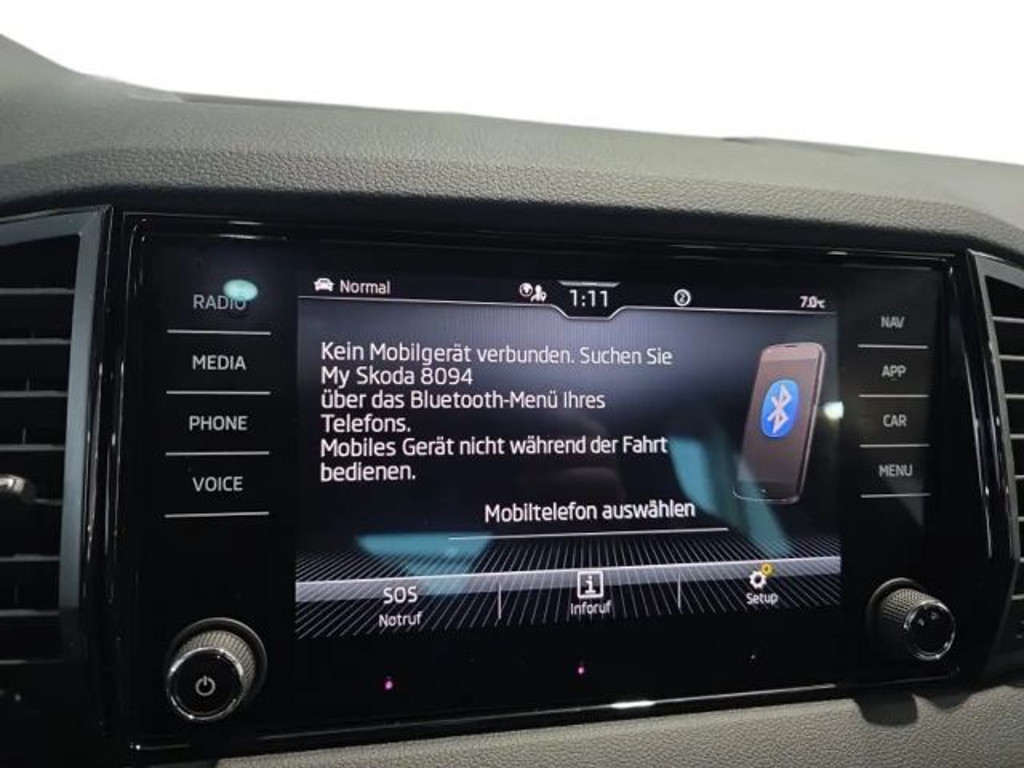 Normal
1:11
2
7.0°C
RADIO
MEDIA
PHONE
VOICE
Kein Mobilgerät verbunden. Suchen Sie
My Skoda 8094
über das Bluetooth-Menü Ihres
Telefons.
Mobiles Gerät nicht während der Fahrt
bedienen.
Mobiltelefon auswählen
SOS
Notruf
i
Inforuf
Setup
NAV
APP
CAR
MENU